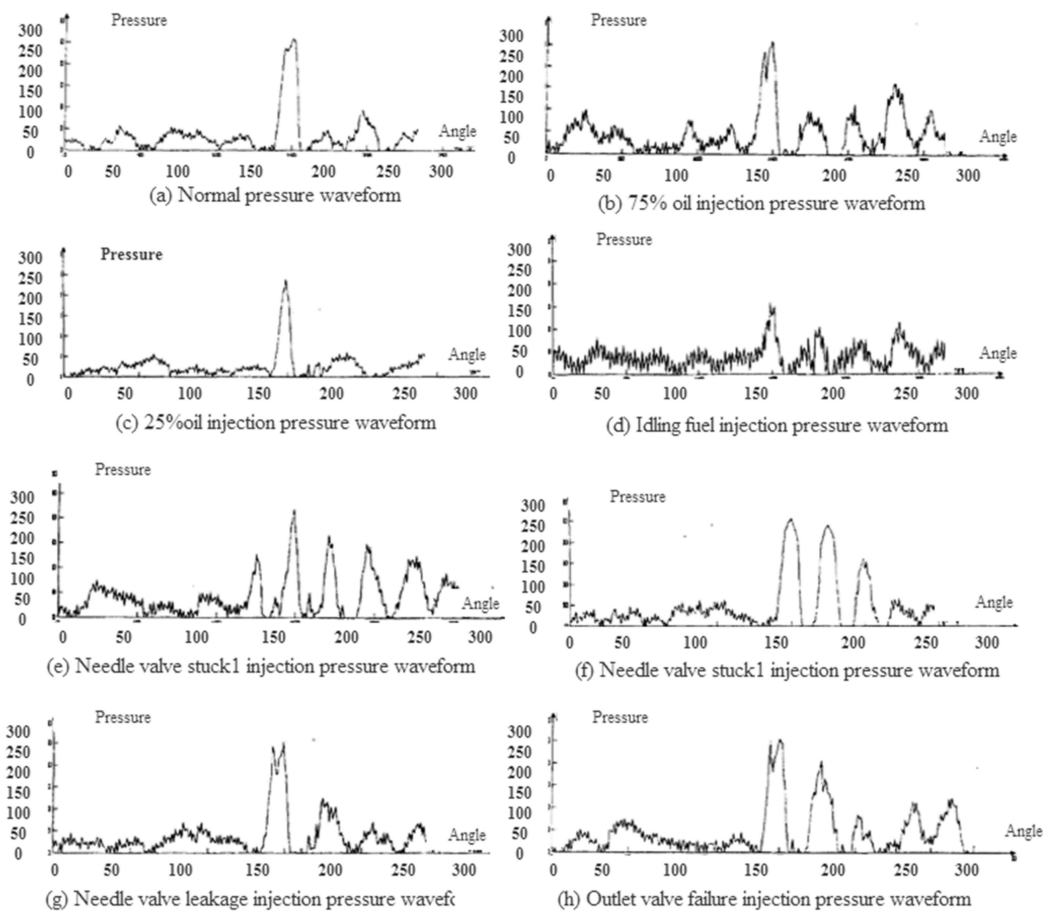 Pressure
300
250
200
150
100
50
0
Angle
0 50 100 150 200 250 300
(a) Normal pressure waveform
Pressure
300
250
200
150
100
50
0
Angle
0 50 100 150 200 250 300
(b) 75% oil injection pressure waveform
Pressure
300
250
200
150
100
50
0
Angle
0 50 100 150 200 250 300
(c) 25%oil injection pressure waveform
Pressure
300
250
200
150
100
50
0
Angle
0 50 100 150 200 250 300
(d) Idling fuel injection pressure waveform
Pressure
300
250
200
150
100
50
0
Angle
0 50 100 150 200 250 300
(e) Needle valve stuck1 injection pressure waveform
Pressure
300
250
200
150
100
50
0
Angle
0 50 100 150 200 250 300
(f) Needle valve stuck1 injection pressure waveform
Pressure
300
250
200
150
100
50
0
Angle
0 50 100 150 200 250 300
(g) Needle valve leakage injection pressure wavefc
Pressure
300
250
200
150
100
50
0
Angle
0 50 100 150 200 250 300
(h) Outlet valve failure injection pressure waveform